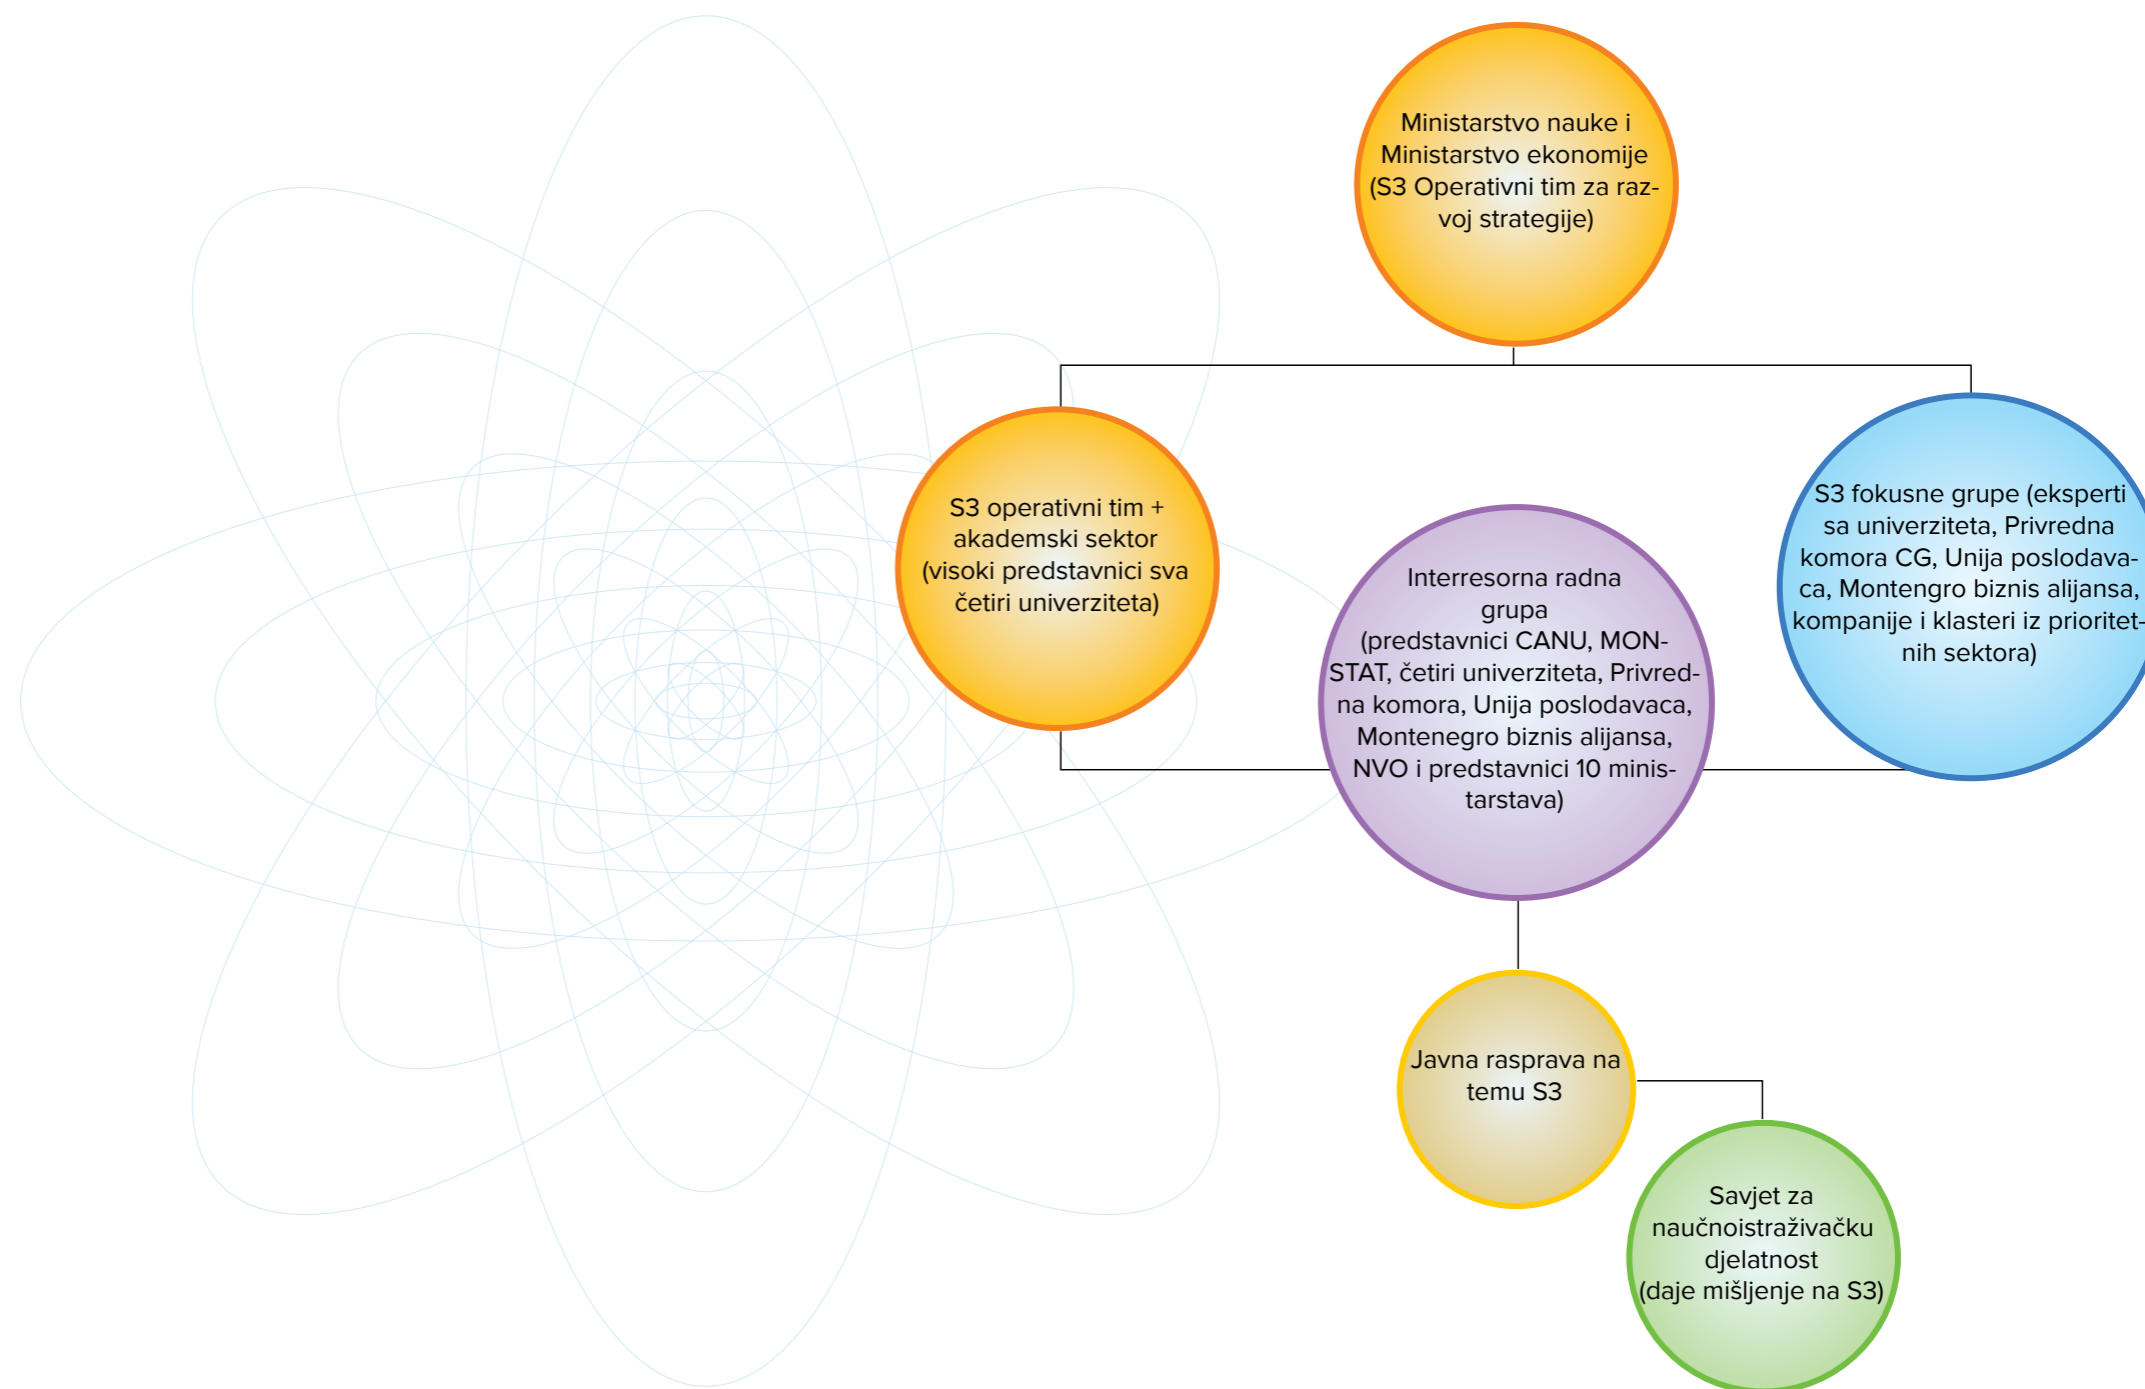 Ministarstvo nauke i
Ministarstvo ekonomije
(S3 Operativni tim za raz-
voj strategije)
S3 operativni tim +
akademski sektor
(visoki predstavnici sva
četiri univerziteta)
S3 fokusne grupe (eksperti
sa univerziteta, Privredna
komora CG, Unija poslodava-
ca, Montengro biznis alijansa,
kompanije i klasteri iz prioritet-
nih sektora)
Interresorna radna
grupa
(predstavnici CANU, MON-
STAT, četiri univerziteta, Privred-
na komora, Unija poslodavaca,
Montenegro biznis alijansa,
NVO i predstavnici 10 minis-
tarstava)
Javna rasprava na
temu S3
Savjet za
naučnoistraživačku
djelatnost
(daje mišljenje na S3)